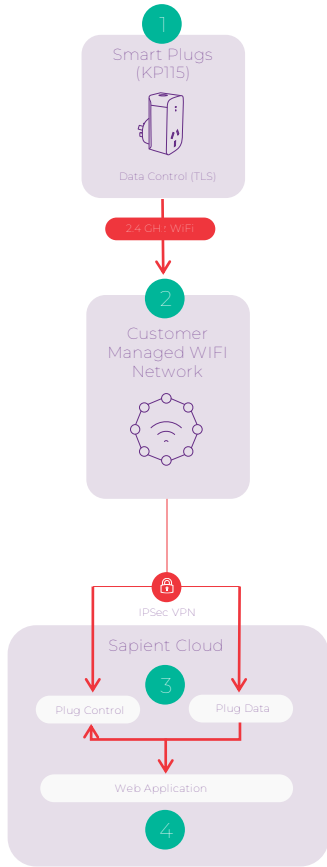 1
Smart Plugs
(KP115)
Data Control (TLS)
2.4 GHz WiFi
2
Customer
Managed WIFI
Network
IPSec VPN
Sapient Cloud
3
Plug Control
Plug Data
Web Application
4